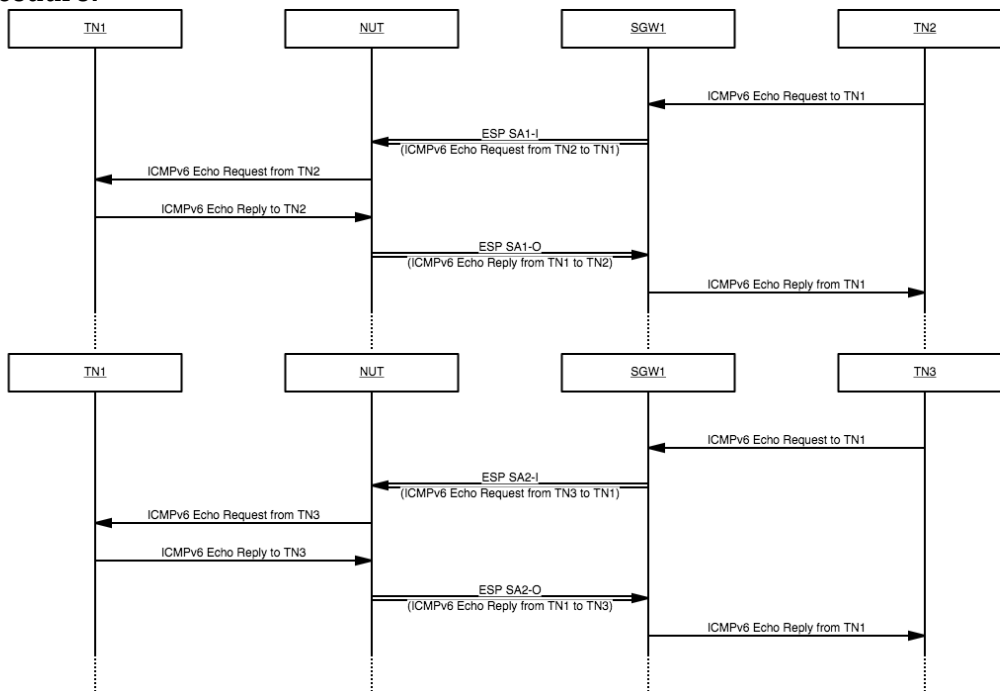 TN1 NUT SGW1 TN2
ICMPv6 Echo Request to TN1
ESP SA1-I
(ICMPv6 Echo Request from TN2 to TN1)
ICMPv6 Echo Request from TN2
ICMPv6 Echo Reply to TN2
ESP SA1-O
(ICMPv6 Echo Reply from TN1 to TN2)
ICMPv6 Echo Reply from TN1
TN1 NUT SGW1 TN3
ICMPv6 Echo Request to TN1
ESP SA2-I
(ICMPv6 Echo Request from TN3 to TN1)
ICMPv6 Echo Request from TN3
ICMPv6 Echo Reply to TN3
ESP SA2-O
(ICMPv6 Echo Reply from TN1 to TN3)
ICMPv6 Echo Reply from TN1